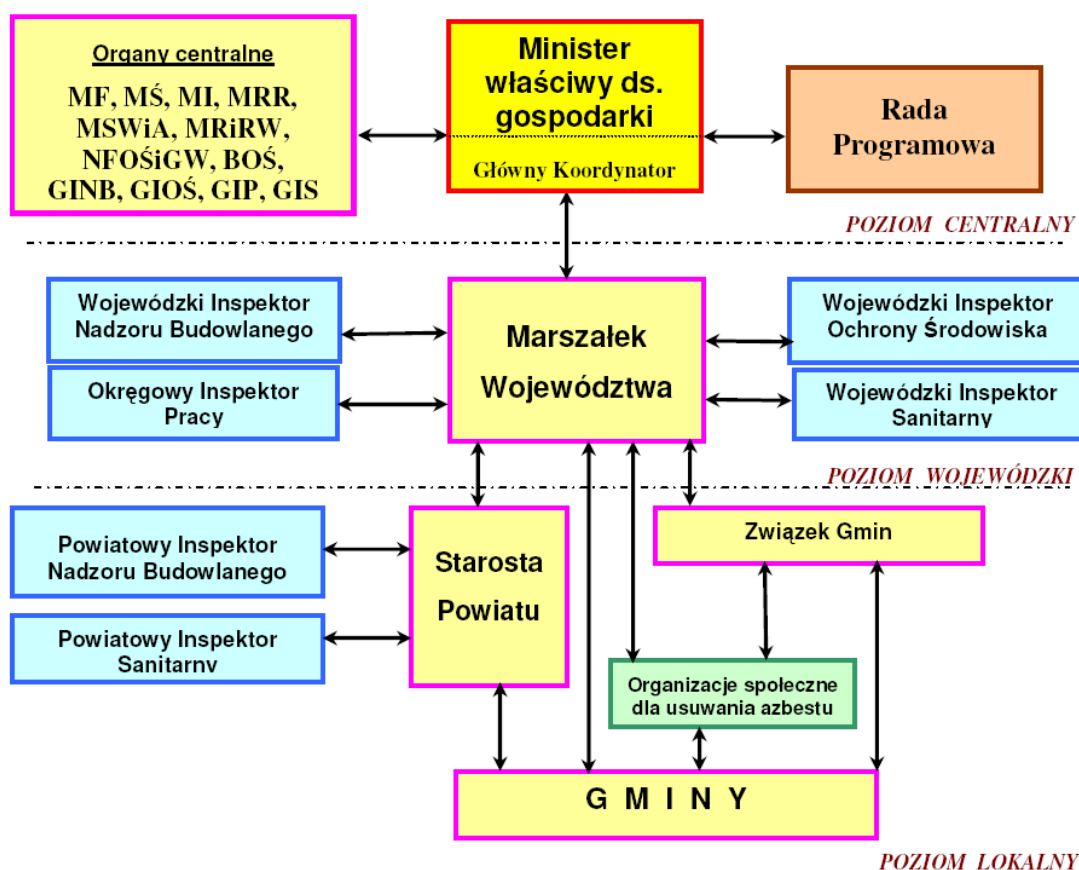 Organy centralne
MF, MŚ, MI, MRR,
MSWiA, MRiRW,
NFOŚiGW, BOŚ,
GINB, GIOŚ, GIP, GIS
Minister
właściwy ds.
gospodarki
Główny Koordynator
Rada
Programowa
POZIOM CENTRALNY
Wojewódzki Inspektor
Nadzoru Budowlanego
Okręgowy Inspektor
Pracy
Marszałek
Województwa
Wojewódzki Inspektor
Ochrony Środowiska
Wojewódzki Inspektor
Sanitarny
POZIOM WOJEWÓDZKI
Powiatowy Inspektor
Nadzoru Budowlanego
Powiatowy Inspektor
Sanitarny
Starosta
Powiatu
Związek Gmin
Organizacje społeczne
dla usuwania azbestu
G M I N Y
POZIOM LOKALNY